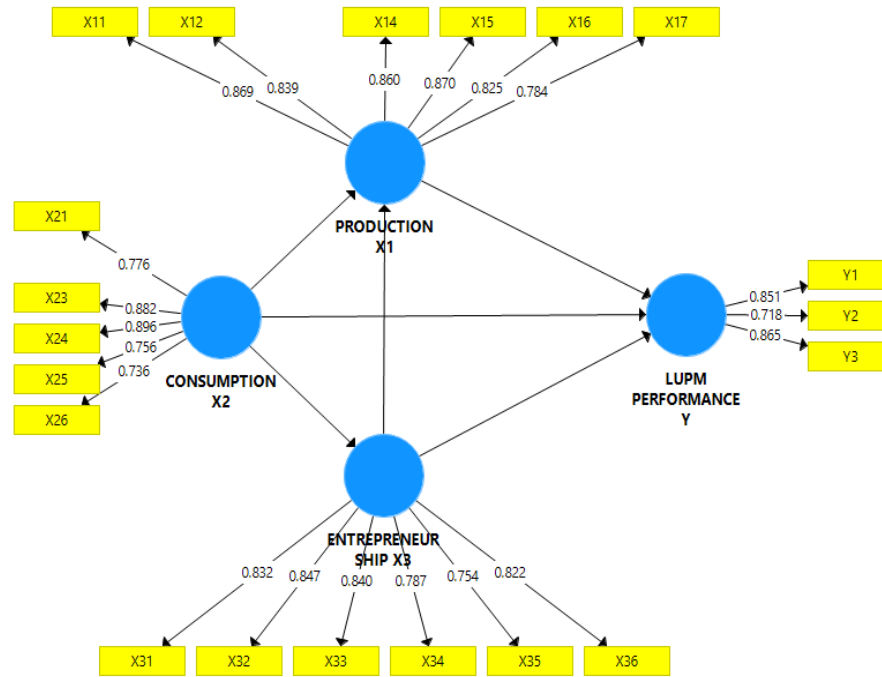 X11
X12
X14
X15
X16
X17
0.869
0.839
0.860
0.870
0.825
0.784
PRODUCTION
X1
X21
X23
X24
X25
X26
0.776
0.882
0.896
0.756
0.736
CONSUMPTION
X2
LUPM
PERFORMANCE
Y
0.851
0.718
0.865
Y1
Y2
Y3
ENTREPRENEUR
SHIP X3
0.832
0.847
0.840
0.787
0.754
0.822
X31
X32
X33
X34
X35
X36